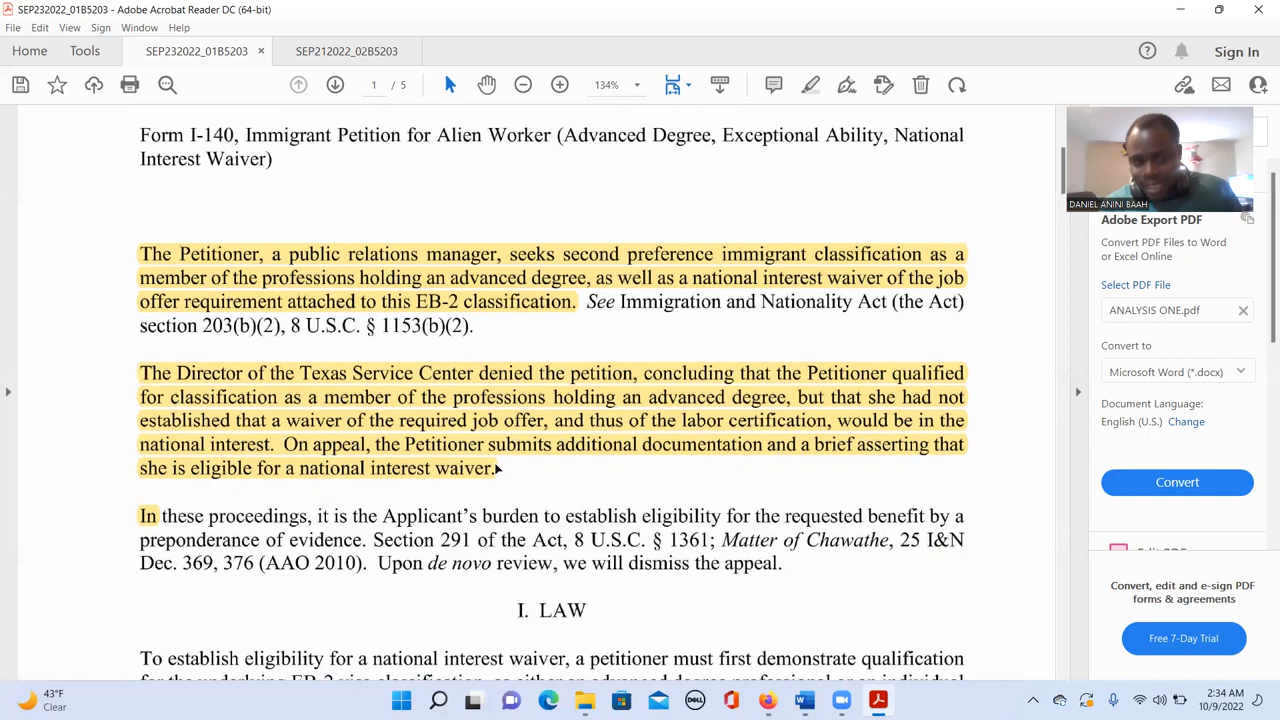 SEP232022_01B5203 - Adobe Acrobat Reader DC (64-bit)
File Edit View Sign Window Help
Home Tools SEP232022_01B5203 × SEP212022_02B5203 Sign In
1 / 5 134%
Form I-140, Immigrant Petition for Alien Worker (Advanced Degree, Exceptional Ability, National
Interest Waiver)
The Petitioner, a public relations manager, seeks second preference immigrant classification as a
member of the professions holding an advanced degree, as well as a national interest waiver of the job
offer requirement attached to this EB-2 classification. See Immigration and Nationality Act (the Act)
section 203(b)(2), 8 U.S.C. § 1153(b)(2).
The Director of the Texas Service Center denied the petition, concluding that the Petitioner qualified
for classification as a member of the professions holding an advanced degree, but that she had not
established that a waiver of the required job offer, and thus of the labor certification, would be in the
national interest. On appeal, the Petitioner submits additional documentation and a brief asserting that
she is eligible for a national interest waiver.
In these proceedings, it is the Applicant's burden to establish eligibility for the requested benefit by a
preponderance of evidence. Section 291 of the Act, 8 U.S.C. § 1361; Matter of Chawathe, 25 I&N
Dec. 369, 376 (AAO 2010). Upon de novo review, we will dismiss the appeal.
I. LAW
To establish eligibility for a national interest waiver, a petitioner must first demonstrate qualification
DANIEL ANINI BAAH
Adobe Export PDF
Convert PDF Files to Word
or Excel Online
Select PDF File
ANALYSIS ONE.pdf
Convert to
Microsoft Word (*.docx)
Document Language:
English (U.S.) Change
Convert
Convert, edit and e-sign PDF
forms & agreements
Free 7-Day Trial
43°F
Clear
DELL
2:34 AM
10/9/2022